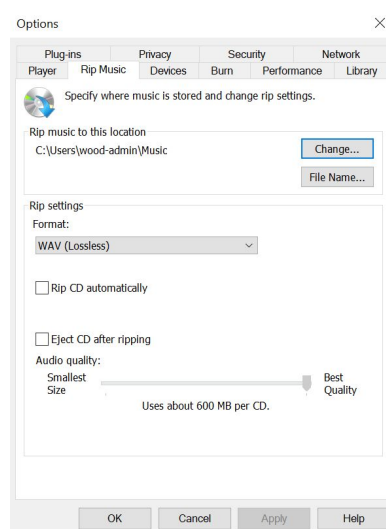 Options
Plug-ins Privacy Security Network
Player Rip Music Devices Burn Performance Library
Specify where music is stored and change rip settings.
Rip music to this location
C:\Users\wood-admin\Music
Change...
File Name...
Rip settings
Format:
WAV (Lossless)
Rip CD automatically
Eject CD after ripping
Audio quality:
Smallest Size
Best Quality
Uses about 600 MB per CD.
OK Cancel Apply Help